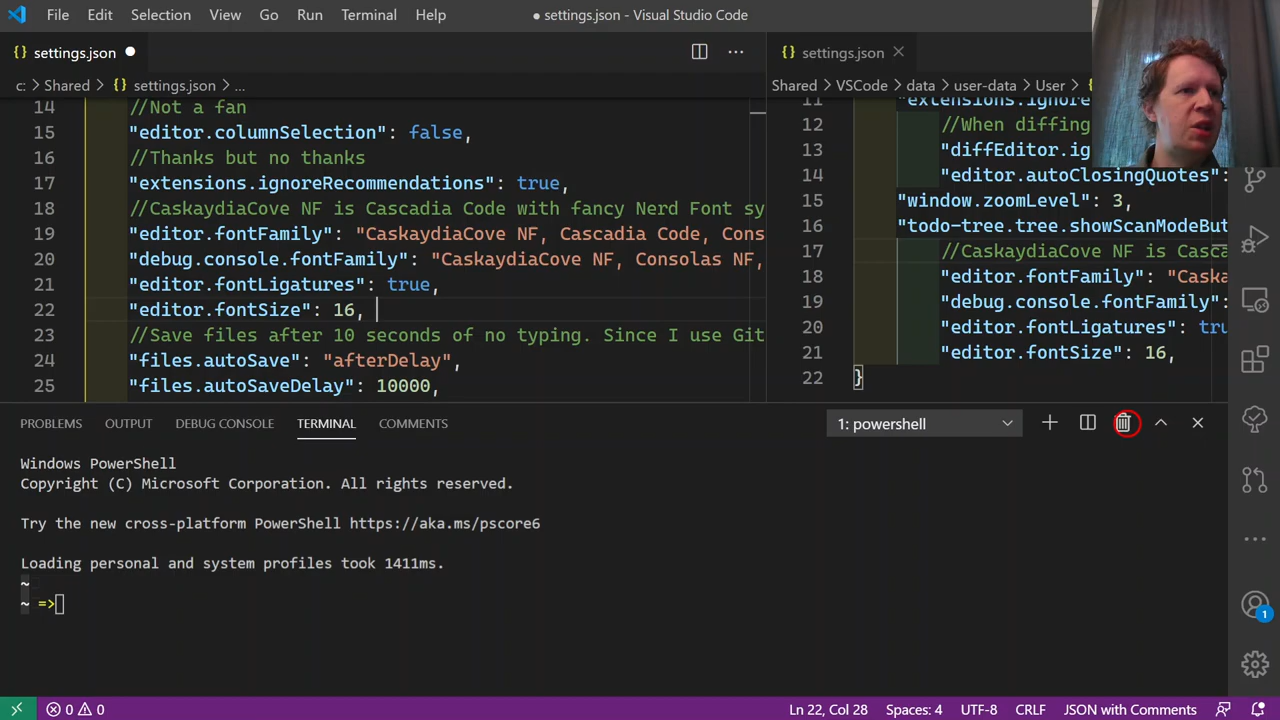 File Edit Selection View Go Run Terminal Help
● settings.json - Visual Studio Code
{} settings.json ●
c: > Shared > {} settings.json > ...
14 //Not a fan
15 "editor.columnSelection": false,
16 //Thanks but no thanks
17 "extensions.ignoreRecommendations": true,
18 //CaskaydiaCove NF is Cascadia Code with fancy Nerd Font sy
19 "editor.fontFamily": "CaskaydiaCove NF, Cascadia Code, Cons
20 "debug.console.fontFamily": "CaskaydiaCove NF, Consolas NF,
21 "editor.fontLigatures": true,
22 "editor.fontSize": 16,
23 //Save files after 10 seconds of no typing. Since I use Git
24 "files.autoSave": "afterDelay",
25 "files.autoSaveDelay": 10000,
{} settings.json
Shared > VSCode > data > user-data > User >
11 "extensions.ignore
12 //When diffing
13 "diffEditor.ig
14 "editor.autoClosingQuotes":
15 "window.zoomLevel": 3,
16 "todo-tree.tree.showScanModeBut
17 //CaskaydiaCove NF is Casc
18 "editor.fontFamily": "Caska
19 "debug.console.fontFamily":
20 "editor.fontLigatures": tru
21 "editor.fontSize": 16,
22 }
PROBLEMS OUTPUT DEBUG CONSOLE TERMINAL COMMENTS
1: powershell
Windows PowerShell
Copyright (C) Microsoft Corporation. All rights reserved.
Try the new cross-platform PowerShell https://aka.ms/pscore6
Loading personal and system profiles took 1411ms.
~
~ =>
1
0 0
Ln 22, Col 28 Spaces: 4 UTF-8 CRLF JSON with Comments